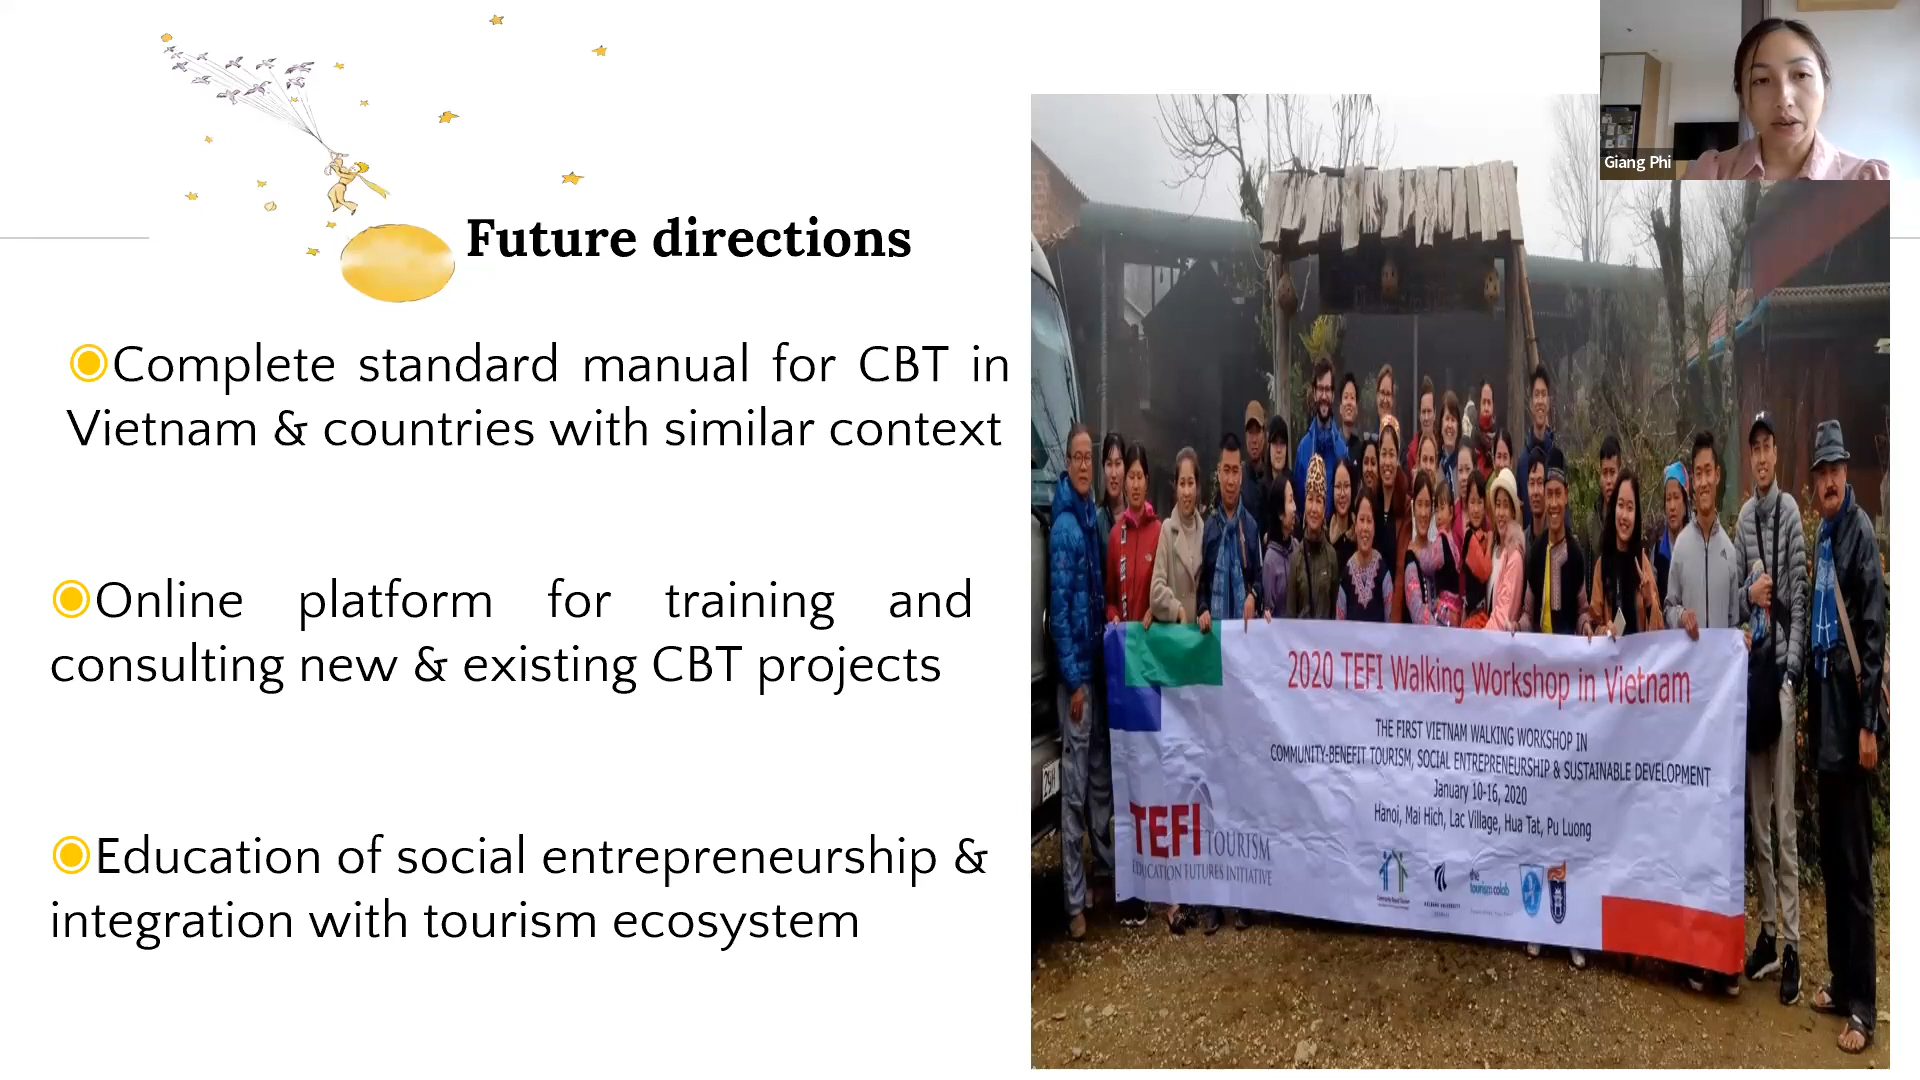 Giang Phi
Future directions
Complete standard manual for CBT in
Vietnam & countries with similar context
Online platform for training and
consulting new & existing CBT projects
Education of social entrepreneurship &
integration with tourism ecosystem
2020 TEFI Walking Workshop in Vietnam
THE FIRST VIETNAM WALKING WORKSHOP IN
COMMUNITY-BENEFIT TOURISM, SOCIAL ENTREPRENEURSHIP & SUSTAINABLE DEVELOPMENT
January 10-16, 2020
Hanoi, Mai Hich, Lac Village, Hua Tat, Pu Luong
TEFI TOURISM
EDUCATION FUTURES INITIATIVE
the
tourism colab